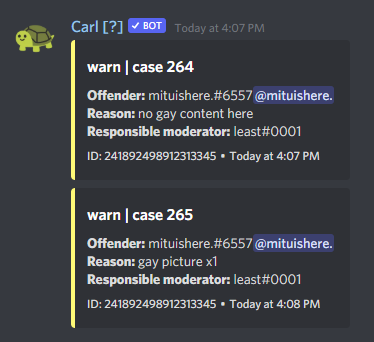 Carl [?] ✓ BOT Today at 4:07 PM
warn | case 264
Offender: mituishere.#6557 @mituishere.
Reason: no gay content here
Responsible moderator: least#0001
ID: 241892498912313345 • Today at 4:07 PM
warn | case 265
Offender: mituishere.#6557 @mituishere.
Reason: gay picture x1
Responsible moderator: least#0001
ID: 241892498912313345 • Today at 4:08 PM